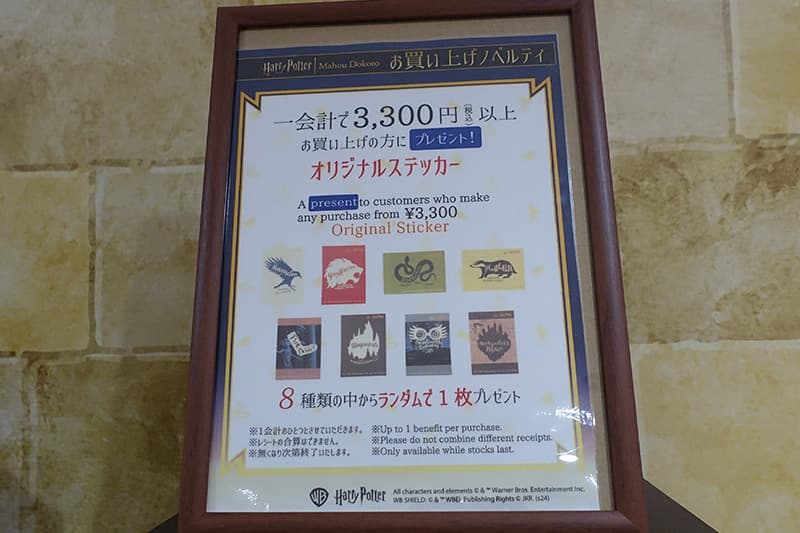 Harry Potter | Mahou Dokoro お買い上げノベルティ
一会計で3,300円(税込)以上
お買い上げの方にプレゼント!
オリジナルステッカー
A present to customers who make
any purchase from ¥3,300
Original Sticker
Ravenclaw Gryffindor Hufflepuff
Hogwarts
8種類の中からランダムで1枚プレゼント
※1会計おひとつとさせていただきます。 ※Up to 1 benefit per purchase.
※レシートの合算はできません。 ※Please do not combine different receipts.
※無くなり次第終了いたします。 ※Only available while stocks last.
WB Harry Potter All characters and elements © & ™ Warner Bros. Entertainment Inc.
WB SHIELD: © & ™ WBEI Publishing Rights © JKR. (s24)